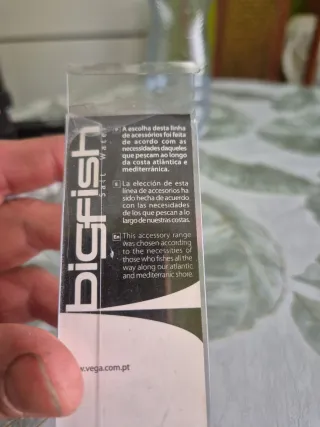 bigfish
Salt Water
A escolha desta linha
de acessórios foi feita
de acordo com as
necessidades daqueles
que pescam ao longo
da costa atlântica e
mediterrânica.
La elección de esta
línea de accesorios ha
sido hecha de acuerdo
con las necesidades
de los que pescan a lo
largo de nuestras costas.
En
This accessory range
was chosen according
to the necessities of
those who fishes all the
way along our atlantic
and mediterranic shore.
w.vega.com.pt